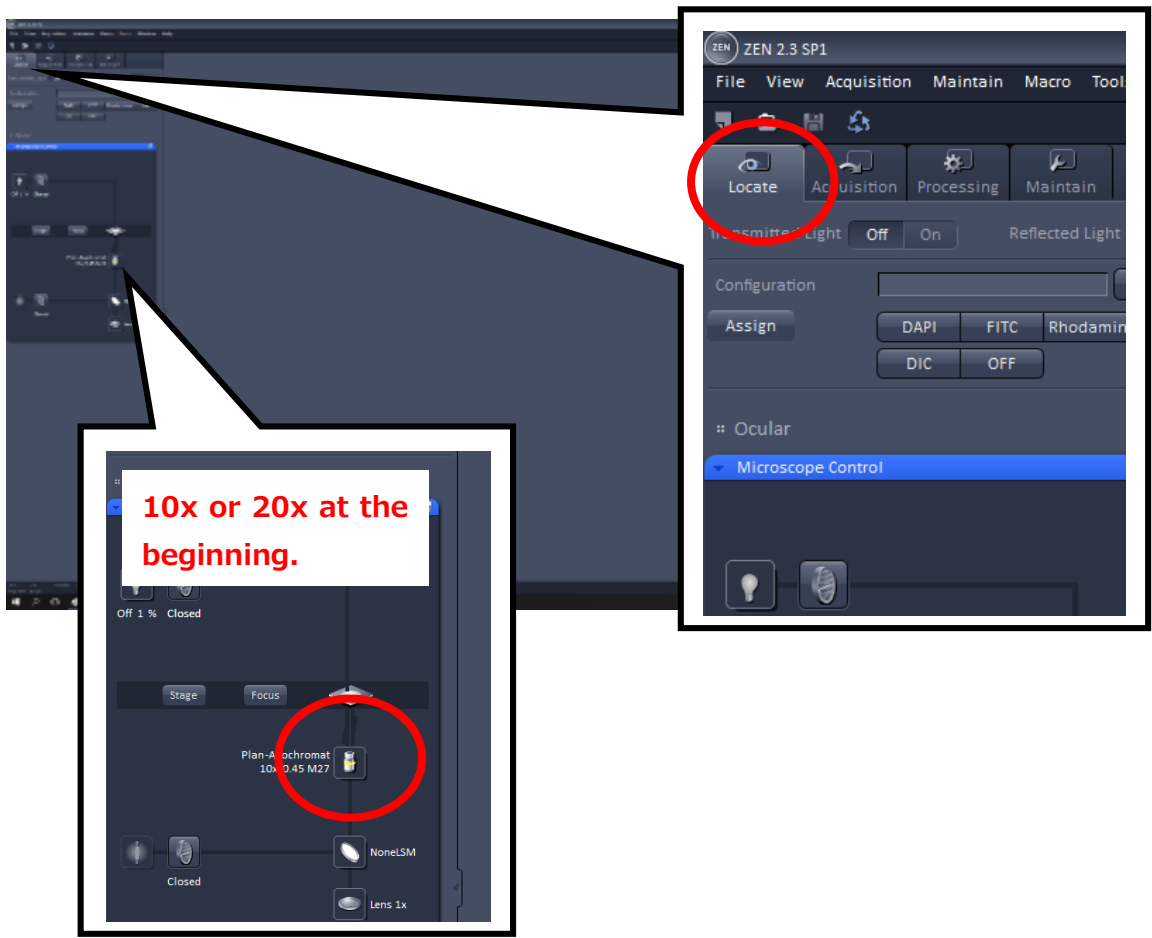 ZEN ZEN 2.3 SP1
File View Acquisition Maintain Macro Tool
Locate Acquisition Processing Maintain
Transmitted Light Off On Reflected Light
Configuration
Assign DAPI FITC Rhodamin
DIC OFF
Ocular
Microscope Control
10x or 20x at the
beginning.
Off 1 % Closed
Stage Focus
Plan-Apochromat
10x/0.45 M27
NoneLSM
Closed
Lens 1x